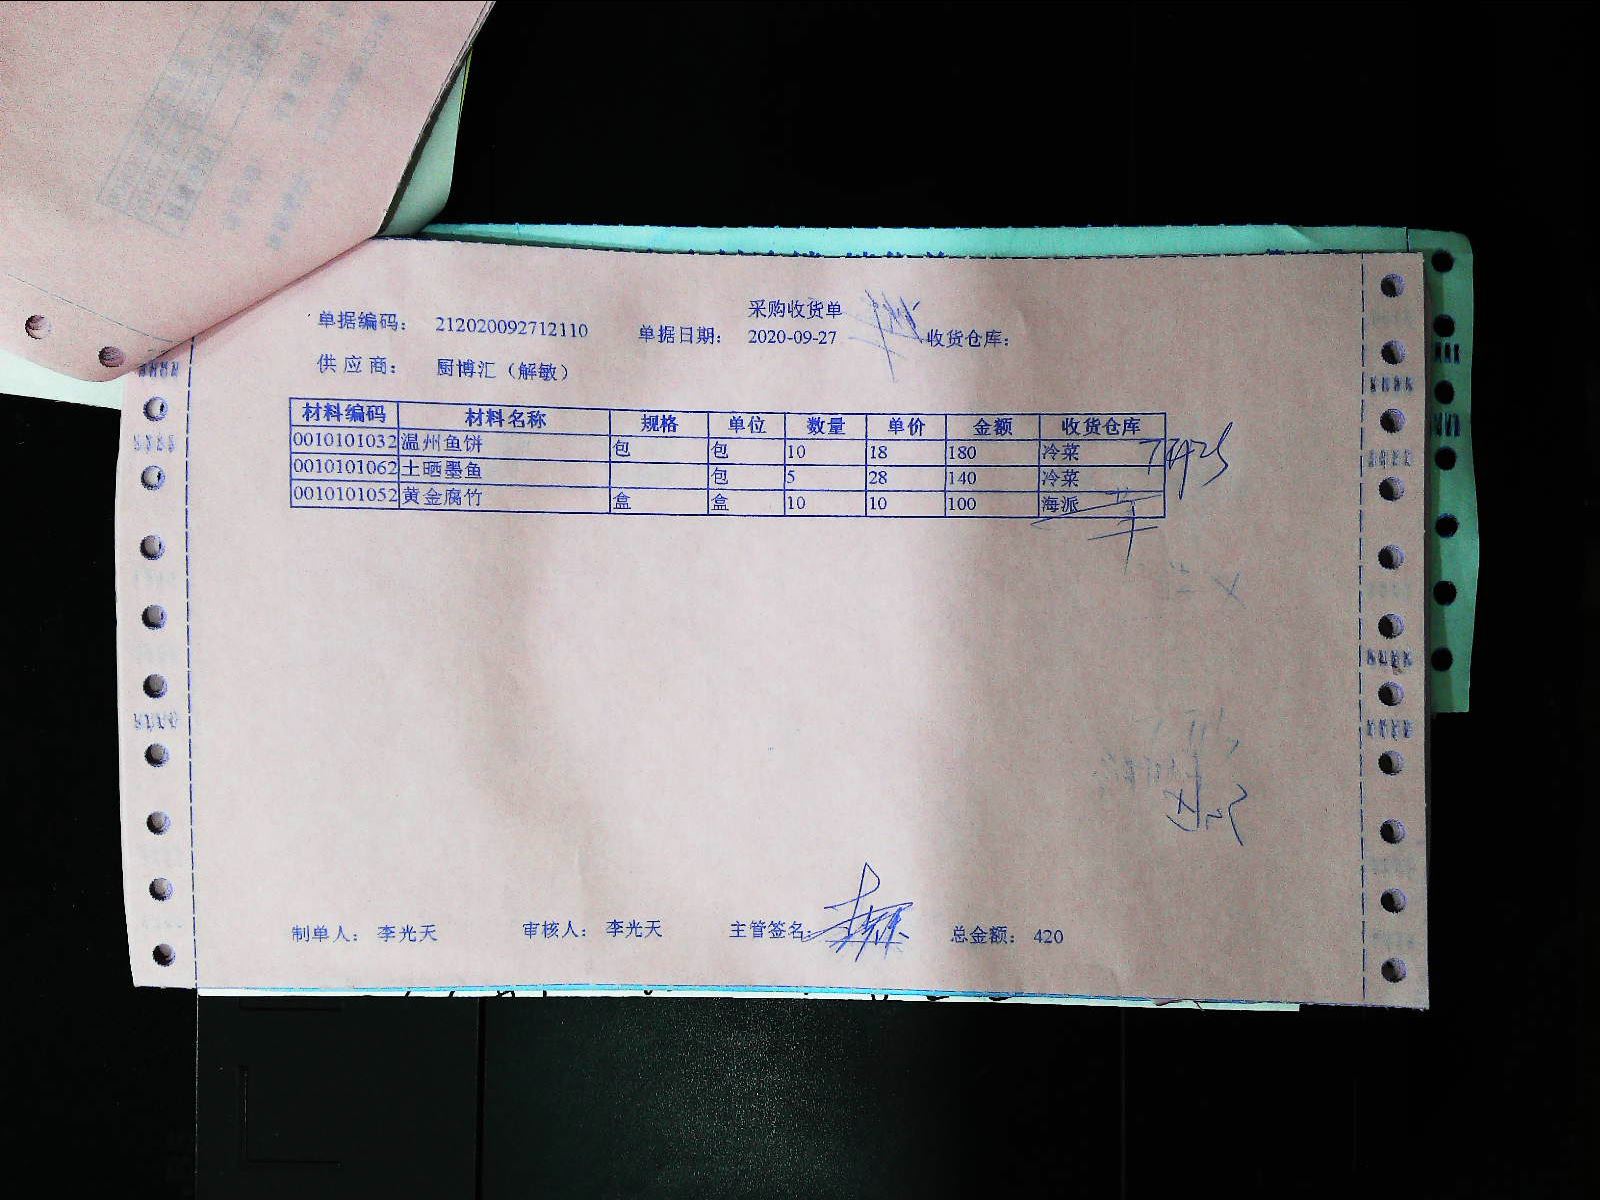 采购收货单
单据编码: 212020092712110 单据日期: 2020-09-27 收货仓库:
供应商: 厨博汇(解敏)
材料编码 材料名称 规格 单位 数量 单价 金额 收货仓库
0010101032 温州鱼饼 包 包 10 18 180 冷菜
0010101062 土晒墨鱼 包 5 28 140 冷菜
0010101052 黄金腐竹 盒 盒 10 10 100 海派
制单人: 李光天 审核人: 李光天 主管签名: 总金额: 420